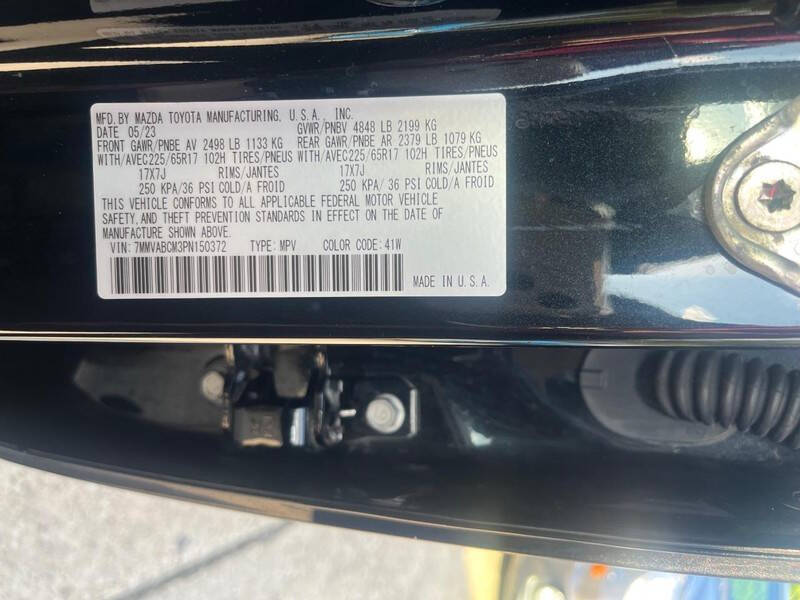 MFD. BY MAZDA TOYOTA MANUFACTURING, U.S.A., INC.
DATE 05/23 GVWR/PNBV 4848 LB 2199 KG
FRONT GAWR/PNBE AV 2498 LB 1133 KG REAR GAWR/PNBE AR 2379 LB 1079 KG
WITH/AVEC225/65R17 102H TIRES/PNEUS WITH/AVEC225/65R17 102H TIRES/PNEUS
17X7J RIMS/JANTES 17X7J RIMS/JANTES
250 KPA/36 PSI COLD/A FROID 250 KPA/ 36 PSI COLD/A FROID
THIS VEHICLE CONFORMS TO ALL APPLICABLE FEDERAL MOTOR VEHICLE
SAFETY, AND THEFT PREVENTION STANDARDS IN EFFECT ON THE DATE OF
MANUFACTURE SHOWN ABOVE.
VIN: 7MMVABCM3PN150372 TYPE: MPV COLOR CODE: 41W
MADE IN U.S.A.